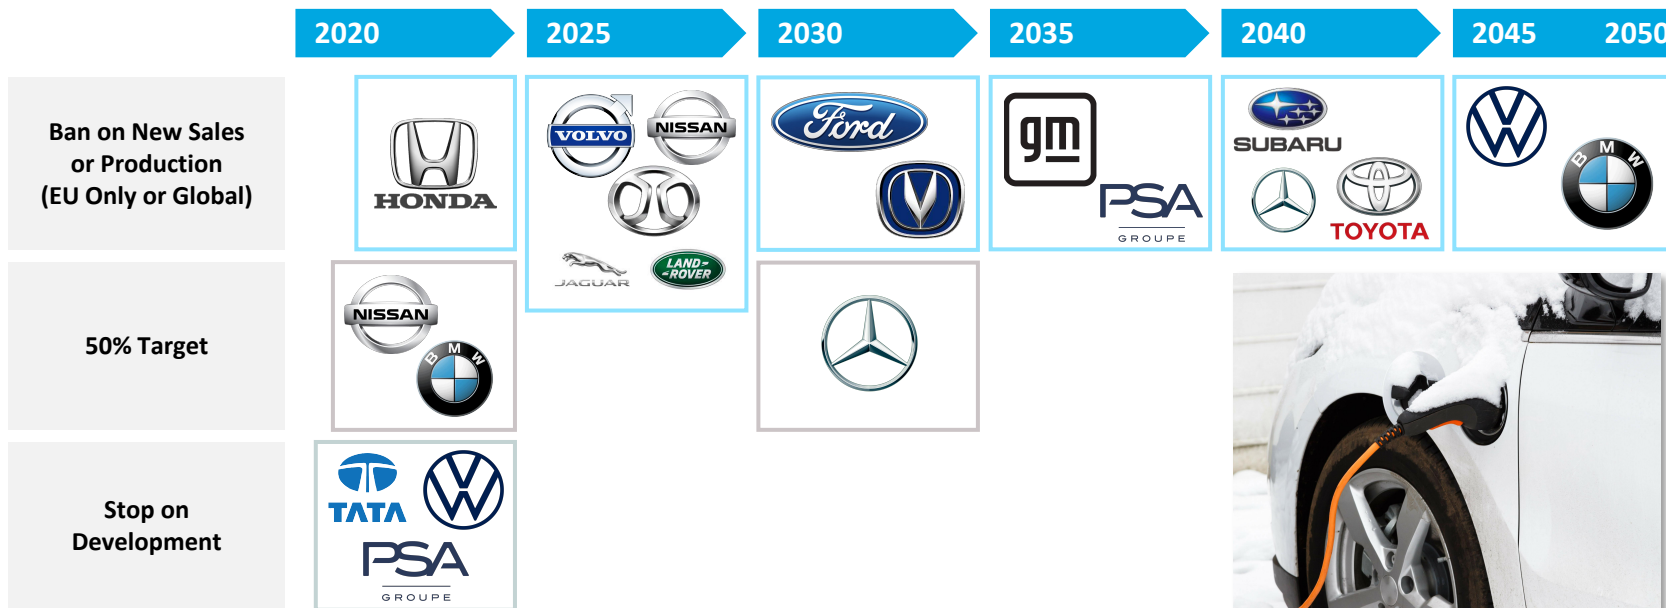 2020
2025
2030
2035
2040
2045
2050
Ban on New Sales
or Production
(EU Only or Global)
HONDA
VOLVO
NISSAN
JAGUAR
LAND-
-ROVER
Ford
gm
PSA
GROUPE
SUBARU
TOYOTA
BMW
50% Target
NISSAN
BMW
Stop on
Development
TATA
PSA
GROUPE